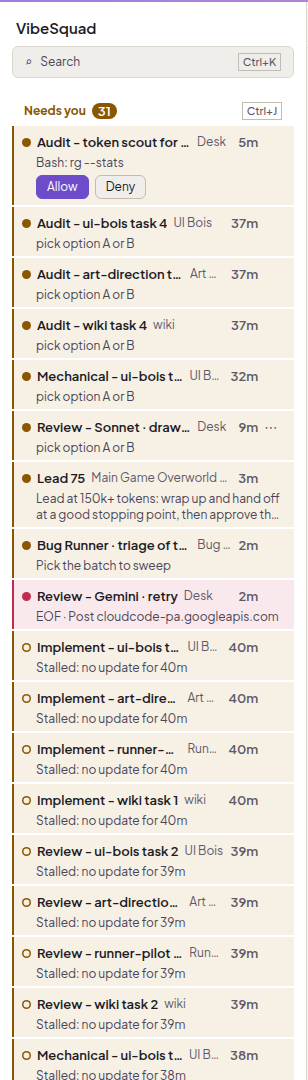 VibeSquad
Search Ctrl+K
Needs you 31 Ctrl+J
Audit – token scout for ... Desk 5m
Bash: rg --stats
Allow Deny
Audit – ui-bois task 4 UI Bois 37m
pick option A or B
Audit – art-direction t... Art ... 37m
pick option A or B
Audit – wiki task 4 wiki 37m
pick option A or B
Mechanical – ui-bois t... UI B... 32m
pick option A or B
Review – Sonnet · draw... Desk 9m ...
pick option A or B
Lead 75 Main Game Overworld ... 3m
Lead at 150k+ tokens: wrap up and hand off
at a good stopping point, then approve th...
Bug Runner · triage of t... Bug ... 2m
Pick the batch to sweep
Review – Gemini · retry Desk 2m
EOF · Post cloudcode-pa.googleapis.com
Implement – ui-bois t... UI B... 40m
Stalled: no update for 40m
Implement – art-dire... Art ... 40m
Stalled: no update for 40m
Implement – runner-... Run... 40m
Stalled: no update for 40m
Implement – wiki task 1 wiki 40m
Stalled: no update for 40m
Review – ui-bois task 2 UI Bois 39m
Stalled: no update for 39m
Review – art-directio... Art ... 39m
Stalled: no update for 39m
Review – runner-pilot ... Run... 39m
Stalled: no update for 39m
Review – wiki task 2 wiki 39m
Stalled: no update for 39m
Mechanical – ui-bois t... UI B... 38m
Stalled: no update for 38m